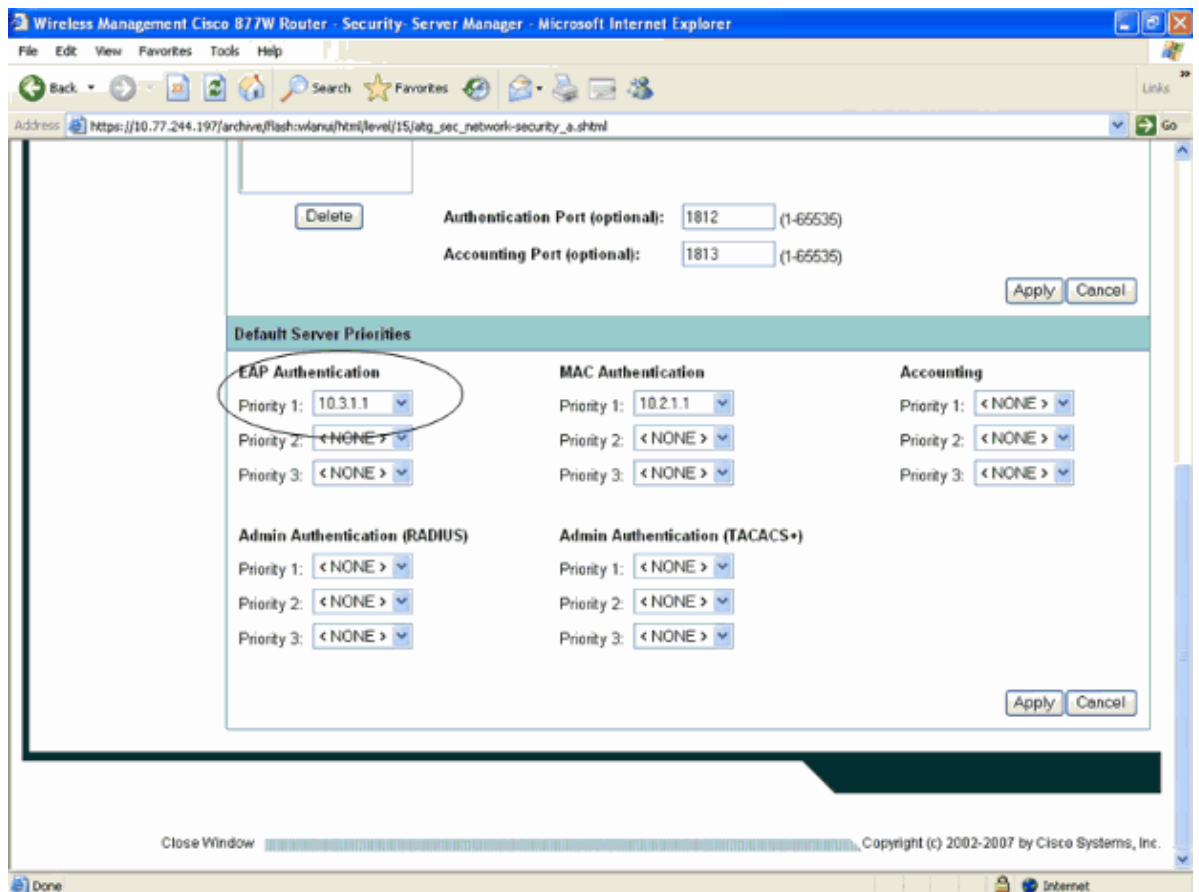 Wireless Management Cisco 877W Router - Security- Server Manager - Microsoft Internet Explorer
File Edit View Favorites Tools Help
Back Search Favorites Links
Address https://10.77.244.197/archive/flash:wlanui/html/level/15/atg_sec_network-security_a.shtml Go
Delete Authentication Port (optional): 1812 (1-65535)
Accounting Port (optional): 1813 (1-65535)
Apply Cancel
Default Server Priorities
EAP Authentication MAC Authentication Accounting
Priority 1: 10.3.1.1 Priority 1: 10.2.1.1 Priority 1: < NONE >
Priority 2: < NONE > Priority 2: < NONE > Priority 2: < NONE >
Priority 3: < NONE > Priority 3: < NONE > Priority 3: < NONE >
Admin Authentication (RADIUS) Admin Authentication (TACACS+)
Priority 1: < NONE > Priority 1: < NONE >
Priority 2: < NONE > Priority 2: < NONE >
Priority 3: < NONE > Priority 3: < NONE >
Apply Cancel
Close Window Copyright (c) 2002-2007 by Cisco Systems, Inc.
Done Internet